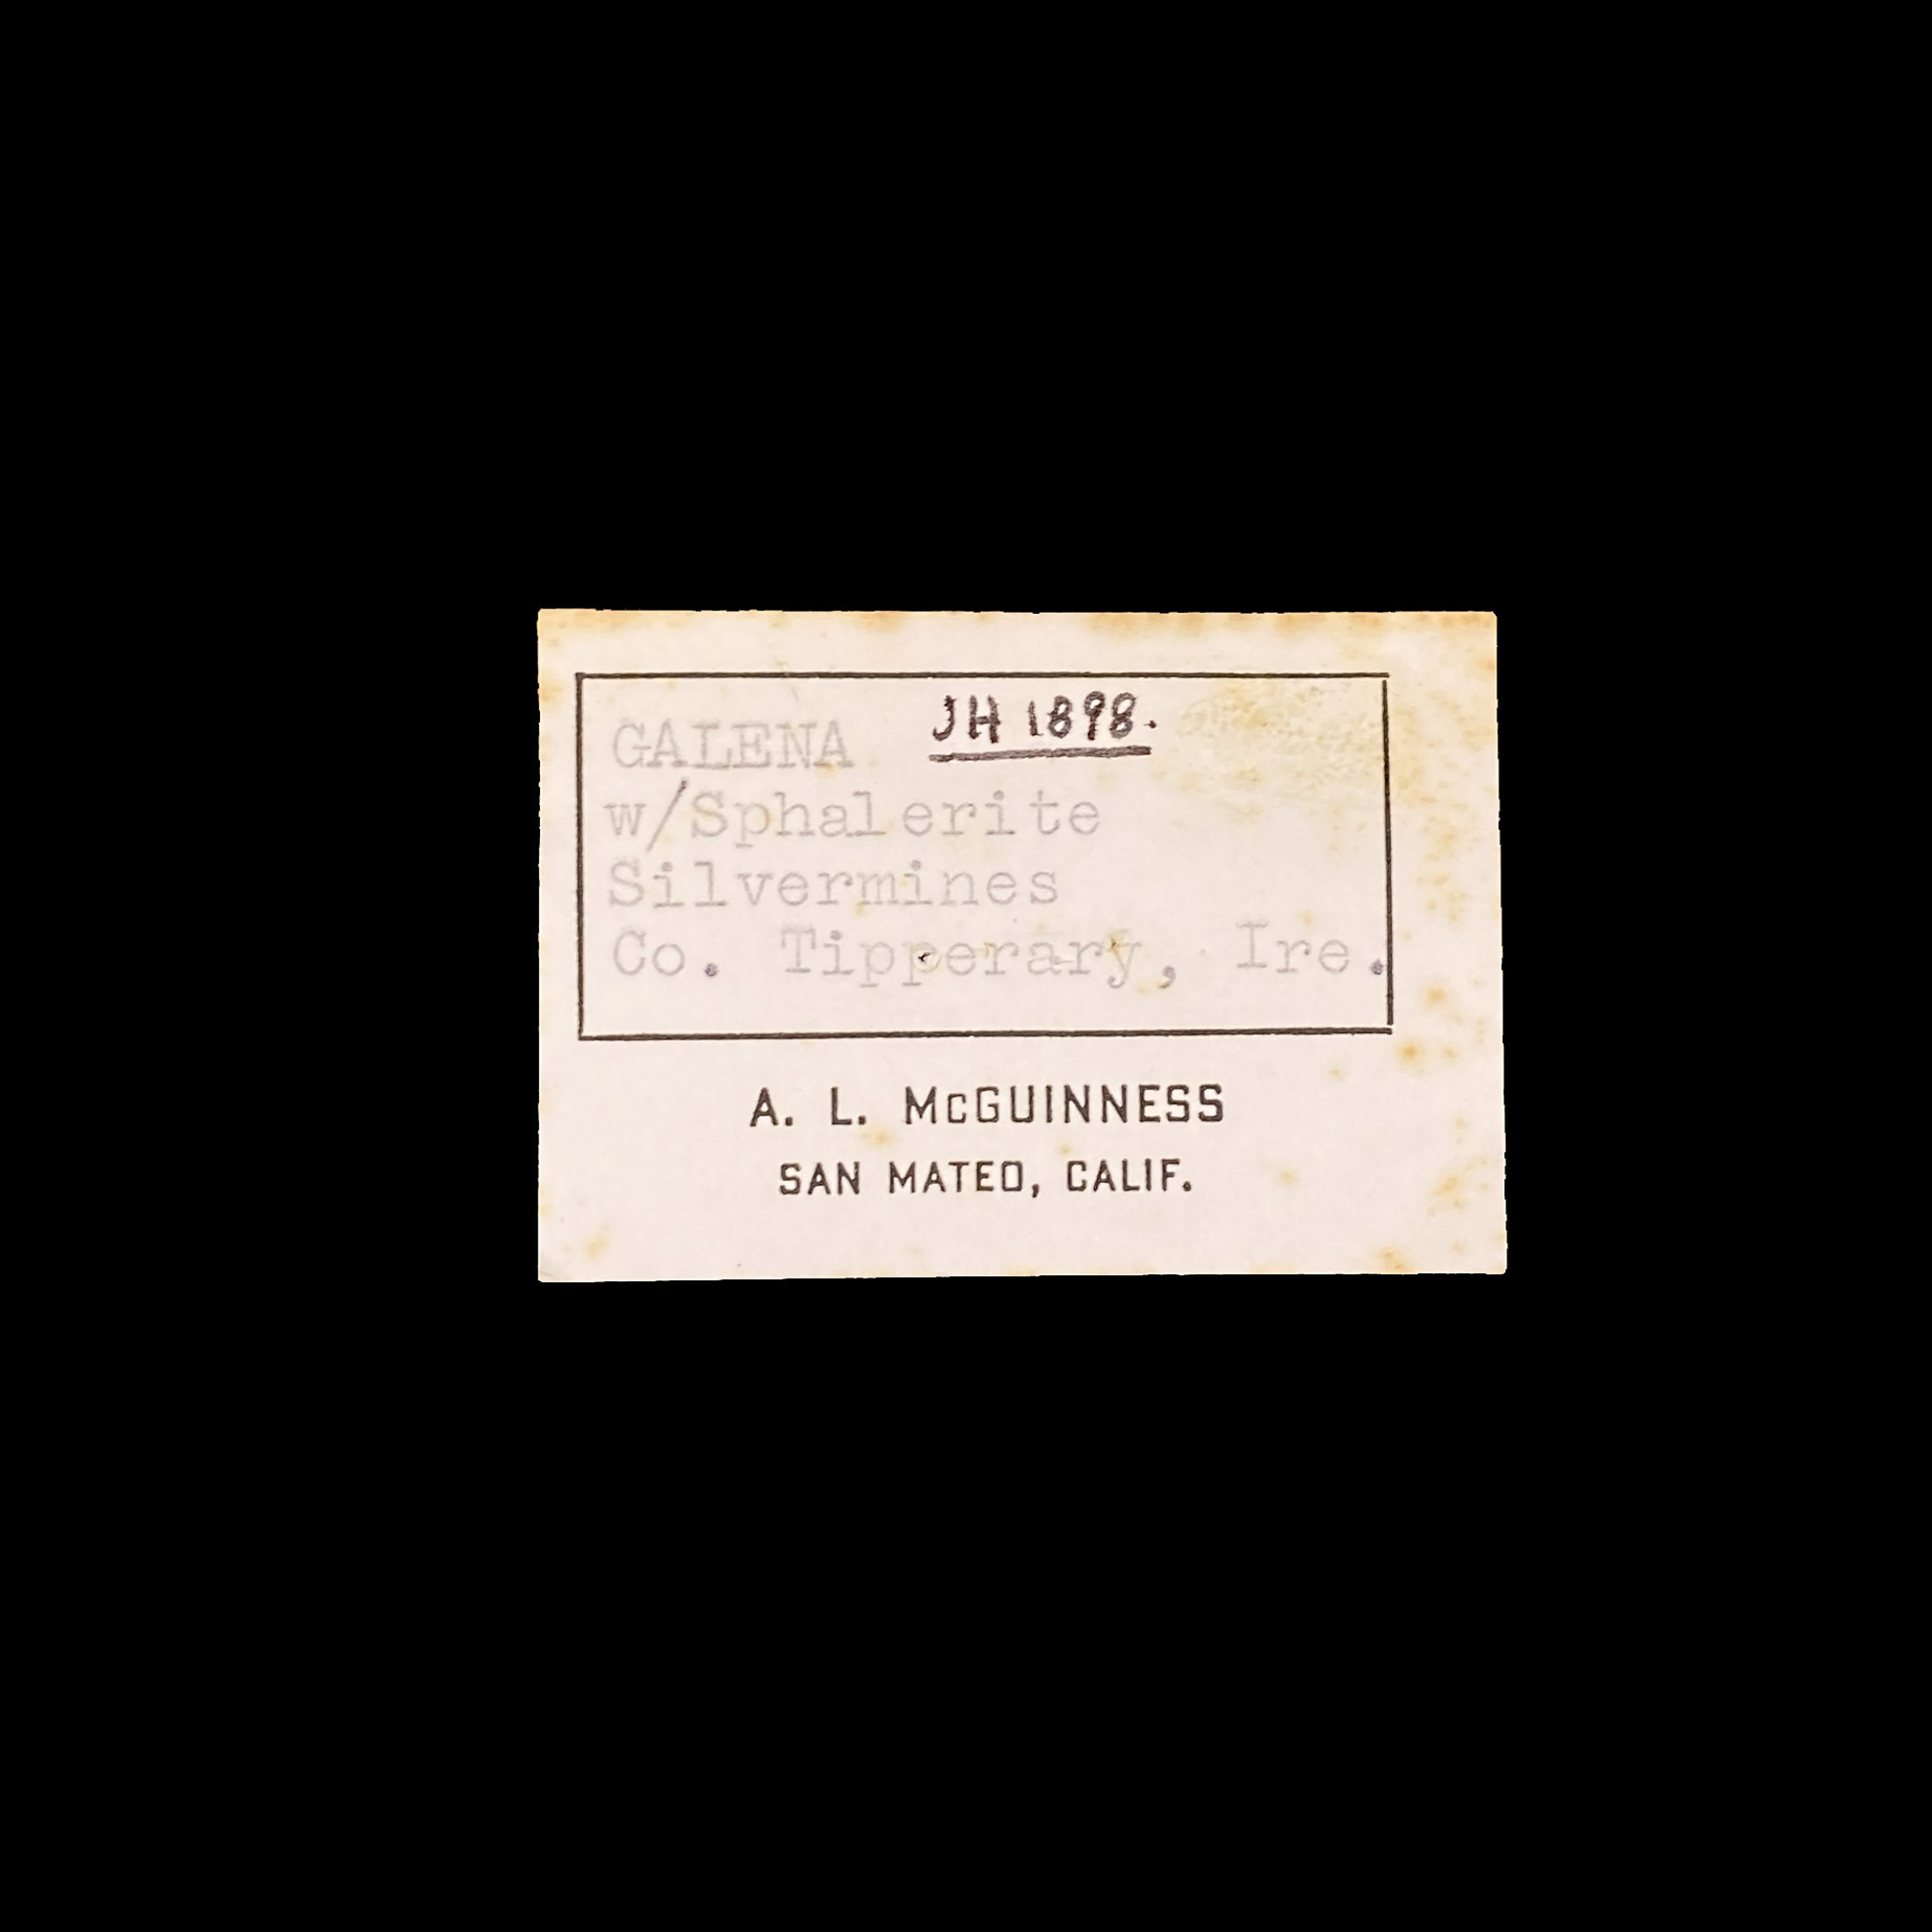 GALENA JH 1898.
w/Sphalerite
Silvermines
Co. Tipperary, Ire.
A. L. McGUINNESS
SAN MATEO, CALIF.